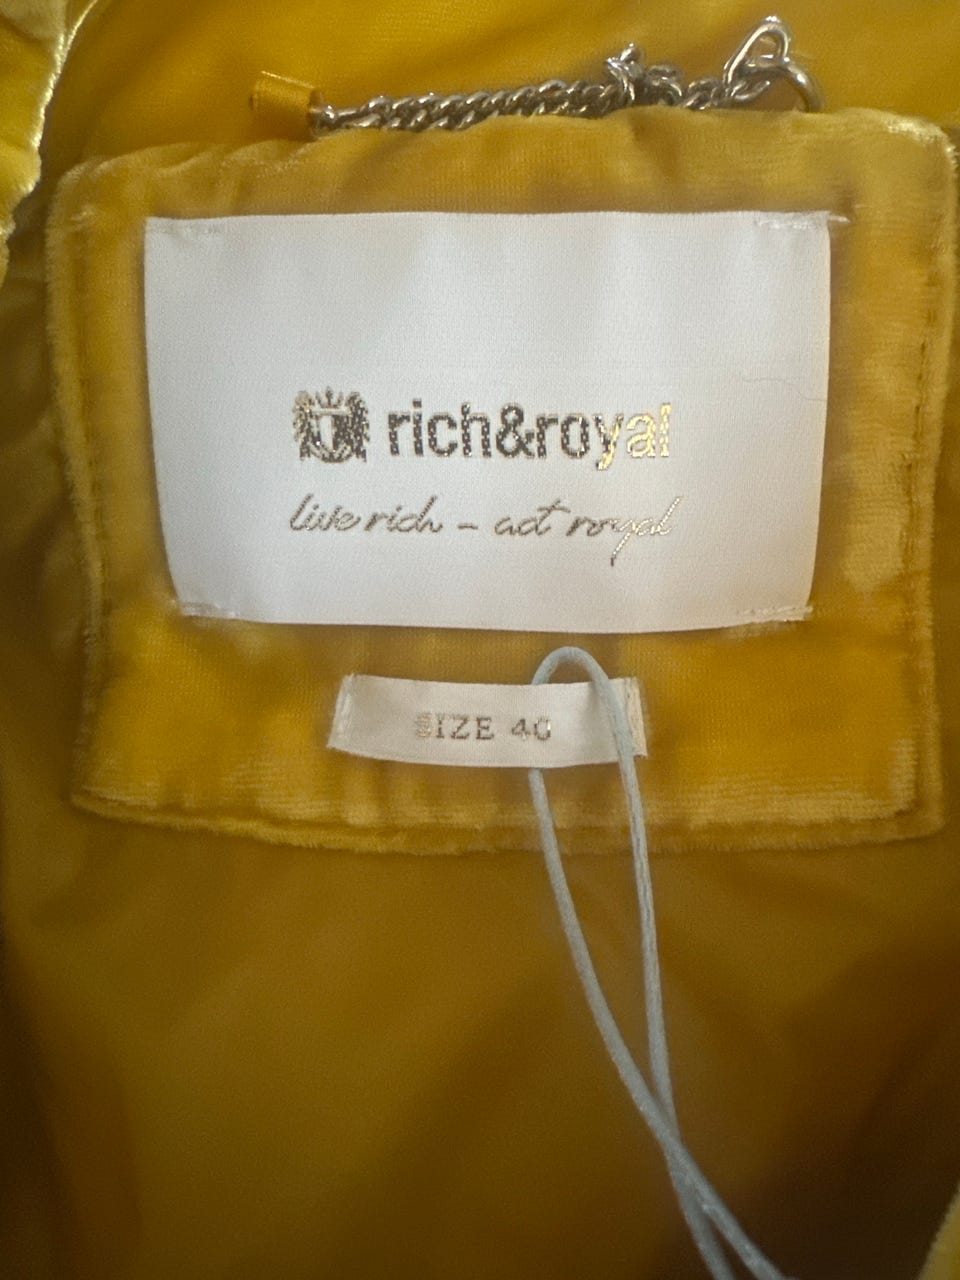 rich&royal
live rich - act royal
SIZE 40